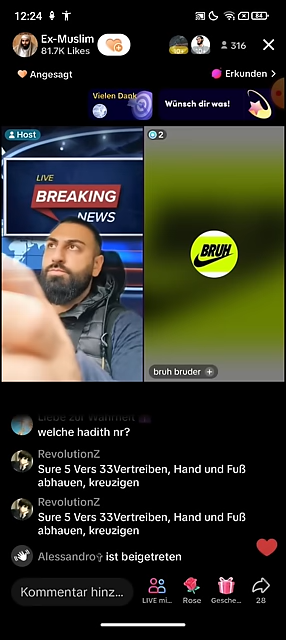 12:24
84
Ex-Muslim
81.7K Likes
316
Angesagt
Erkunden
Vielen Dank
Wünsch dir was!
Host
2
LIVE
BREAKING
NEWS
BRUH
bruh bruder +
Liebe zur Wahrheit
welche hadith nr?
RevolutionZ
Sure 5 Vers 33Vertreiben, Hand und Fuß
abhauen, kreuzigen
RevolutionZ
Sure 5 Vers 33Vertreiben, Hand und Fuß
abhauen, kreuzigen
Alessandro✞ ist beigetreten
Kommentar hinz...
LIVE mi...
Rose
Gesche...
28